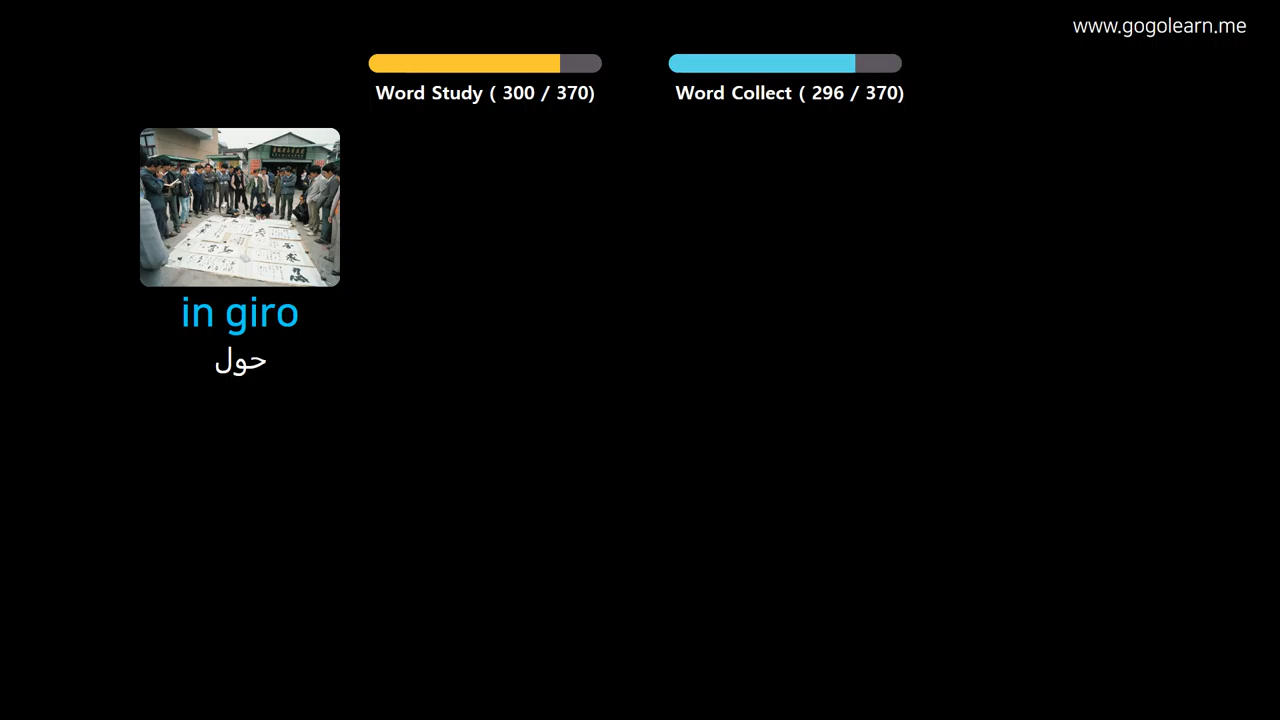 www.gogolearn.me
Word Study ( 300 / 370)
Word Collect ( 296 / 370)
in giro
حول